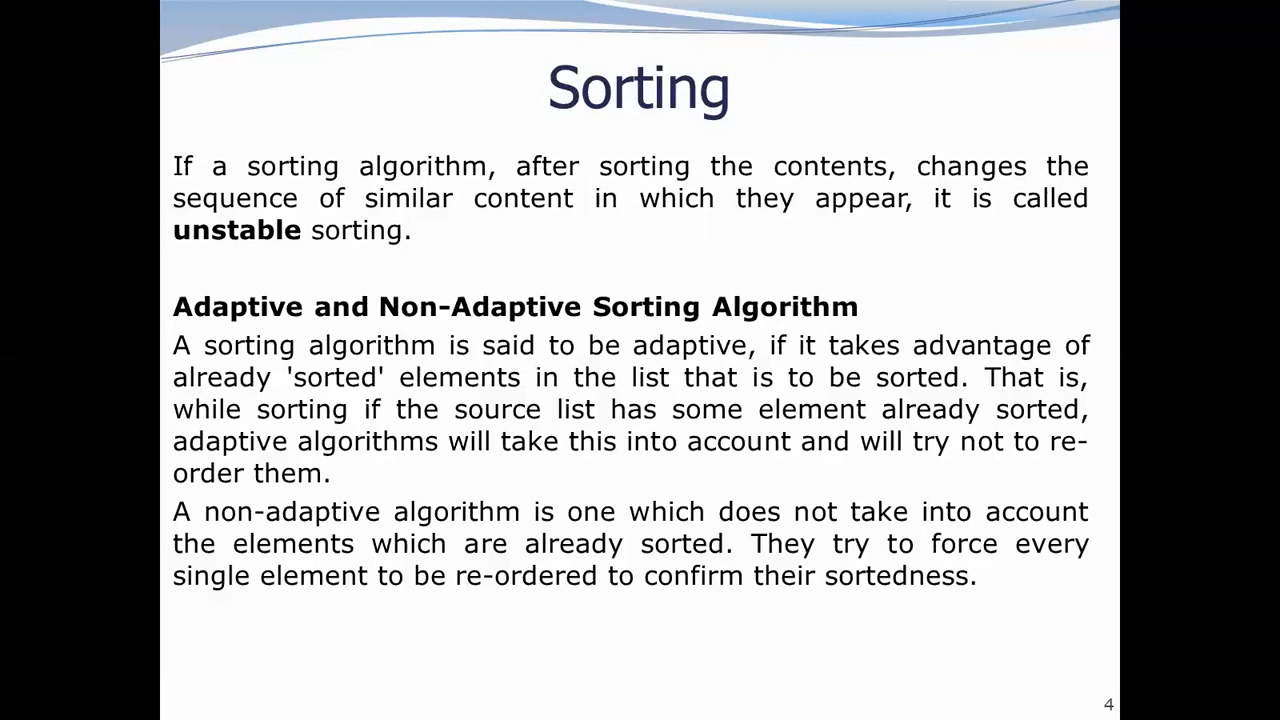 Sorting
If a sorting algorithm, after sorting the contents, changes the
sequence of similar content in which they appear, it is called
unstable sorting.
Adaptive and Non-Adaptive Sorting Algorithm
A sorting algorithm is said to be adaptive, if it takes advantage of
already 'sorted' elements in the list that is to be sorted. That is,
while sorting if the source list has some element already sorted,
adaptive algorithms will take this into account and will try not to re-
order them.
A non-adaptive algorithm is one which does not take into account
the elements which are already sorted. They try to force every
single element to be re-ordered to confirm their sortedness.
4